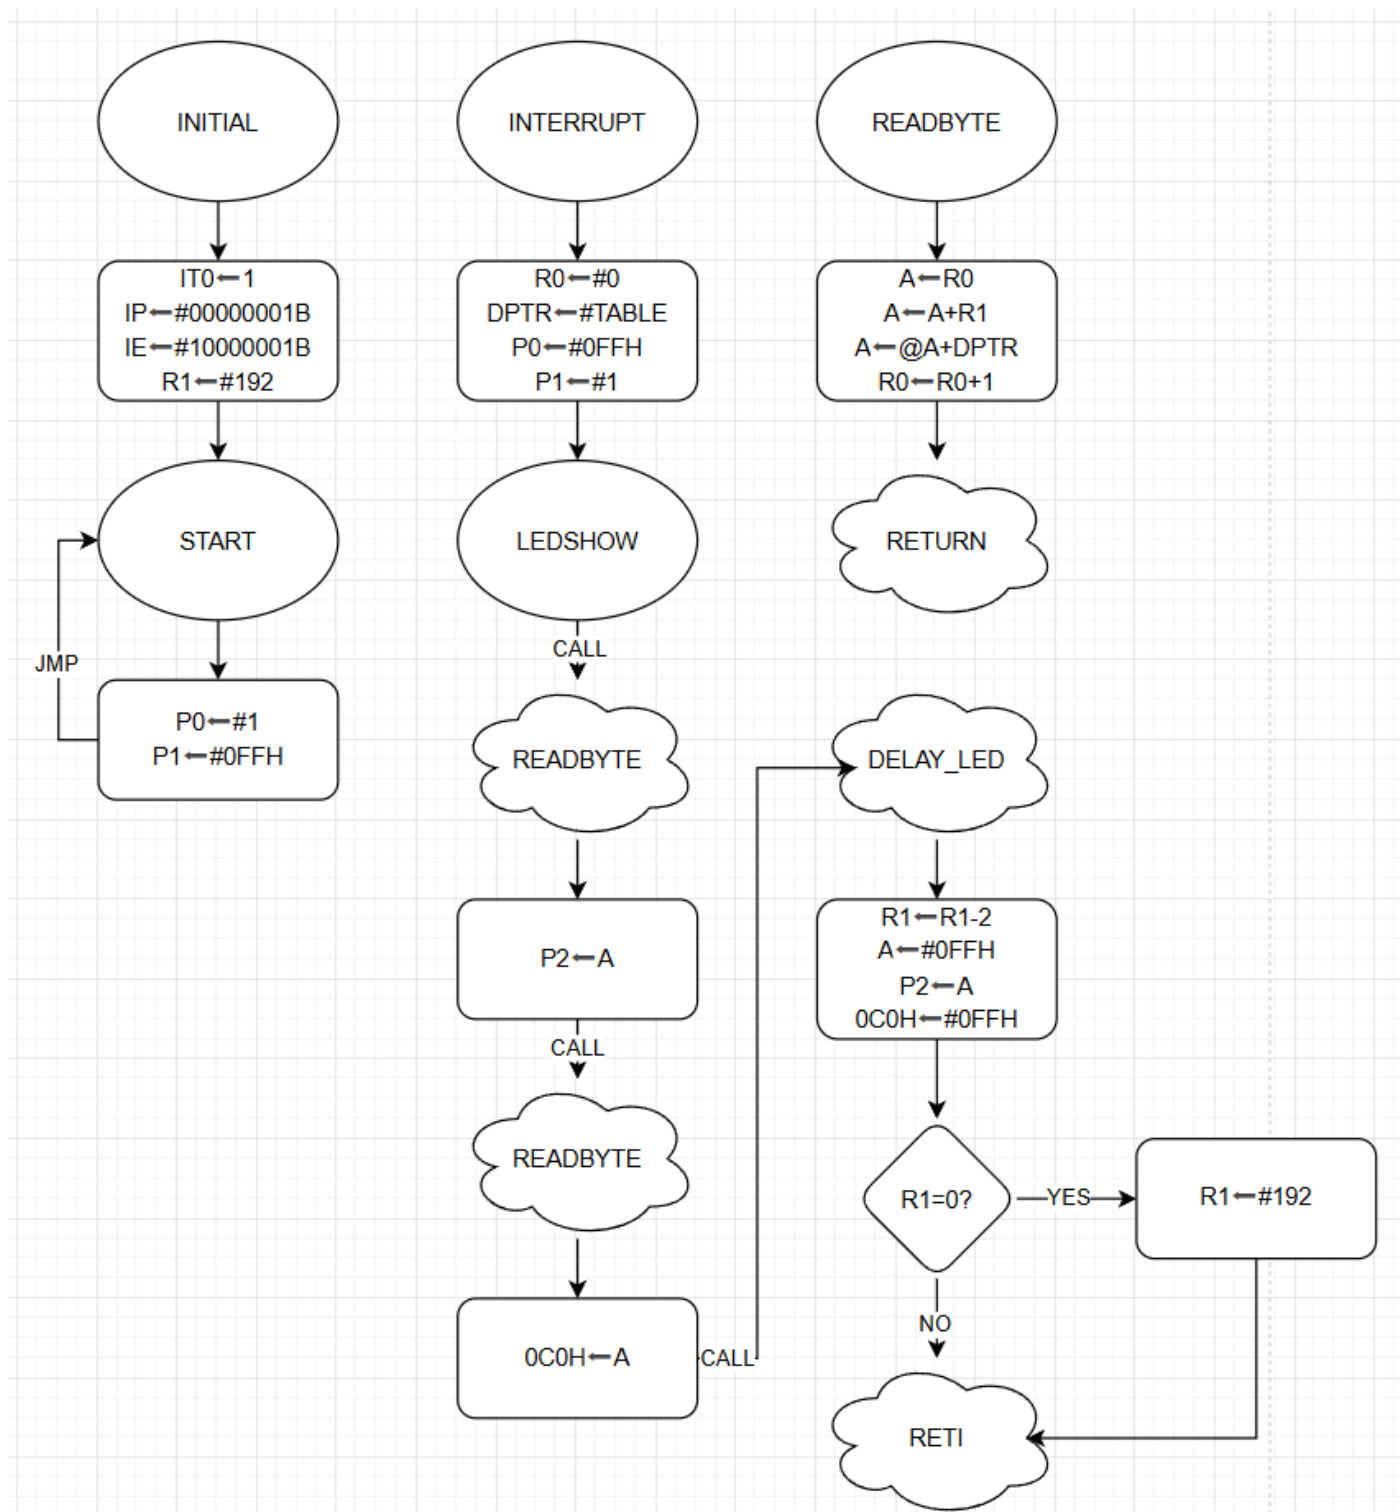 INITIAL
IT0←1
IP←#00000001B
IE←#10000001B
R1←#192
START
JMP
P0←#1
P1←#0FFH
INTERRUPT
R0←#0
DPTR←#TABLE
P0←#0FFH
P1←#1
LEDSHOW
CALL
READBYTE
P2←A
CALL
READBYTE
0C0H←A
CALL
READBYTE
A←R0
A←A+R1
A←@A+DPTR
R0←R0+1
RETURN
DELAY_LED
R1←R1-2
A←#0FFH
P2←A
0C0H←#0FFH
R1=0?
YES
R1←#192
NO
RETI